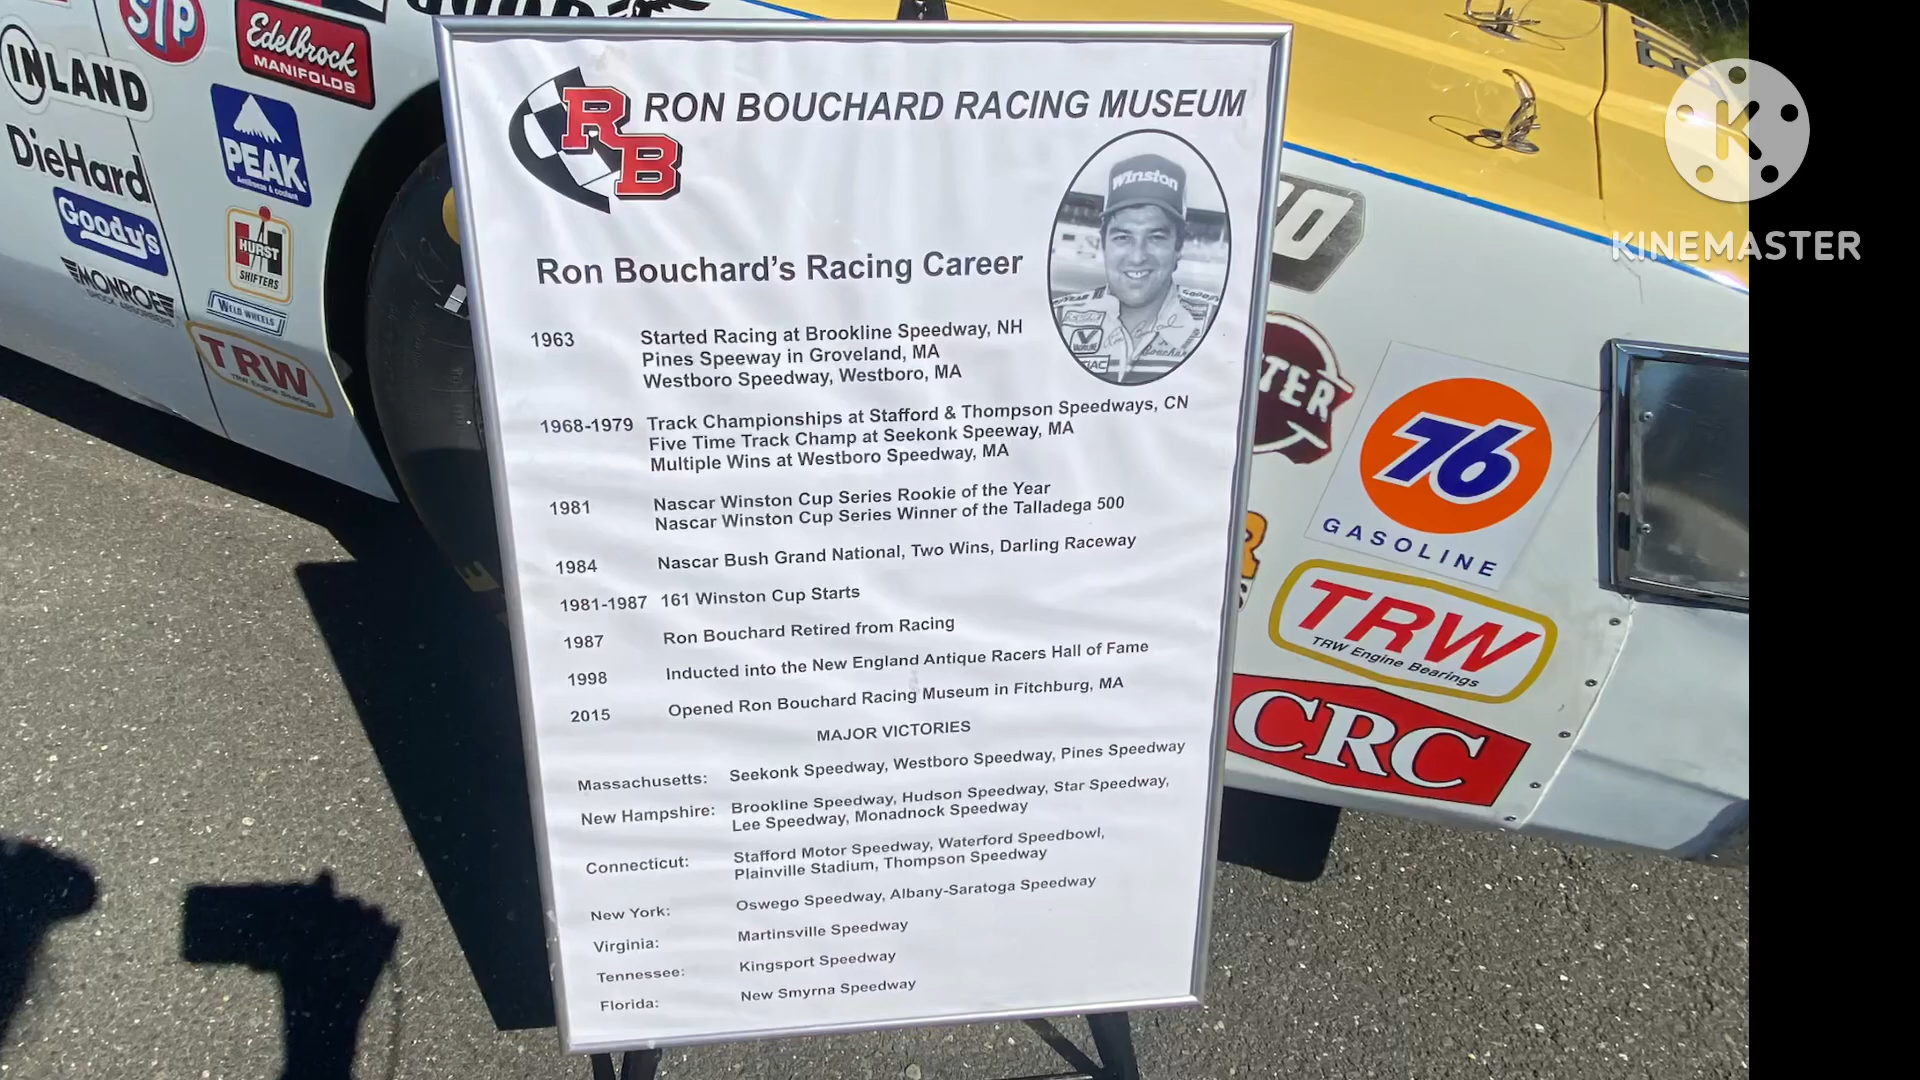 STP
Edelbrock
MANIFOLDS
INLAND
DieHard
PEAK
Antifreeze & coolant
Goody's
HURST
SHIFTERS
MONROE
SHOCK ABSORBERS
WELD WHEELS
TRW
TRW Engine Bearings
RB
RON BOUCHARD RACING MUSEUM
Winston
Ron Bouchard's Racing Career
1963 Started Racing at Brookline Speedway, NH
Pines Speeway in Groveland, MA
Westboro Speedway, Westboro, MA
1968-1979 Track Championships at Stafford & Thompson Speedways, CN
Five Time Track Champ at Seekonk Speeway, MA
Multiple Wins at Westboro Speedway, MA
1981 Nascar Winston Cup Series Rookie of the Year
Nascar Winston Cup Series Winner of the Talladega 500
1984 Nascar Bush Grand National, Two Wins, Darling Raceway
1981-1987 161 Winston Cup Starts
1987 Ron Bouchard Retired from Racing
1998 Inducted into the New England Antique Racers Hall of Fame
2015 Opened Ron Bouchard Racing Museum in Fitchburg, MA
MAJOR VICTORIES
Massachusetts: Seekonk Speedway, Westboro Speedway, Pines Speedway
New Hampshire: Brookline Speedway, Hudson Speedway, Star Speedway,
Lee Speedway, Monadnock Speedway
Connecticut: Stafford Motor Speedway, Waterford Speedbowl,
Plainville Stadium, Thompson Speedway
New York: Oswego Speedway, Albany-Saratoga Speedway
Virginia: Martinsville Speedway
Tennessee: Kingsport Speedway
Florida: New Smyrna Speedway
76
GASOLINE
TRW
TRW Engine Bearings
CRC
K
KINEMASTER